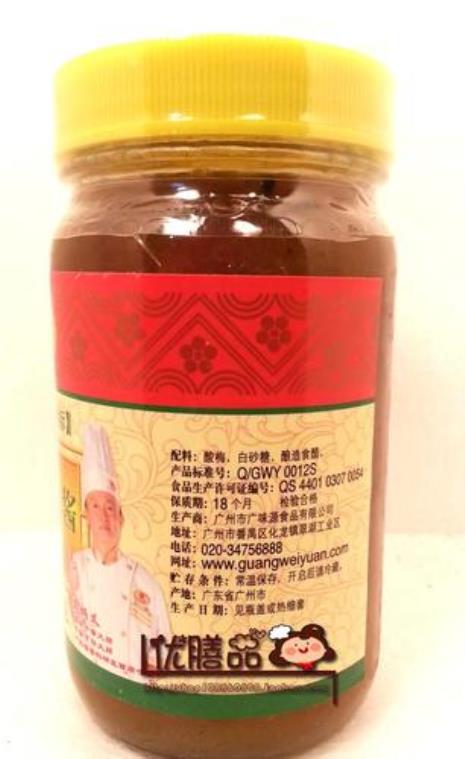 配料：酸梅、白砂糖、酿造食醋。
产品标准号：Q/GWY 0012S
食品生产许可证编号：QS 4401 0307 0054
保质期：18个月 检验合格
生产商：广州市广味源食品有限公司
地址：广州市番禺区化龙镇翠湖工业区
电话：020-34756888
网址：www.guangweiyuan.com
贮存条件：常温保存，开启后请冷藏。
产地：广东省广州市
生产日期：见瓶盖或热缩套
优膳品